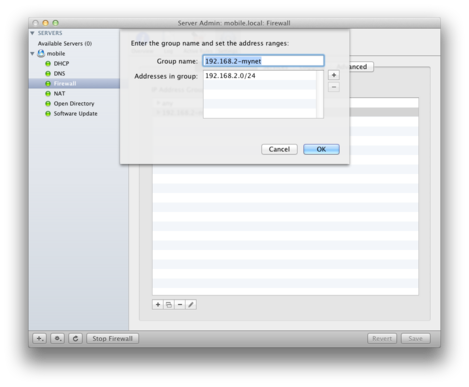 Server Admin: mobile.local: Firewall
SERVERS
Available Servers (0)
mobile
DHCP
DNS
Firewall
NAT
Open Directory
Software Update
Enter the group name and set the address ranges:
Group name: 192.168.2-mynet
Addresses in group: 192.168.2.0/24
Cancel
OK
Stop Firewall
Revert
Save